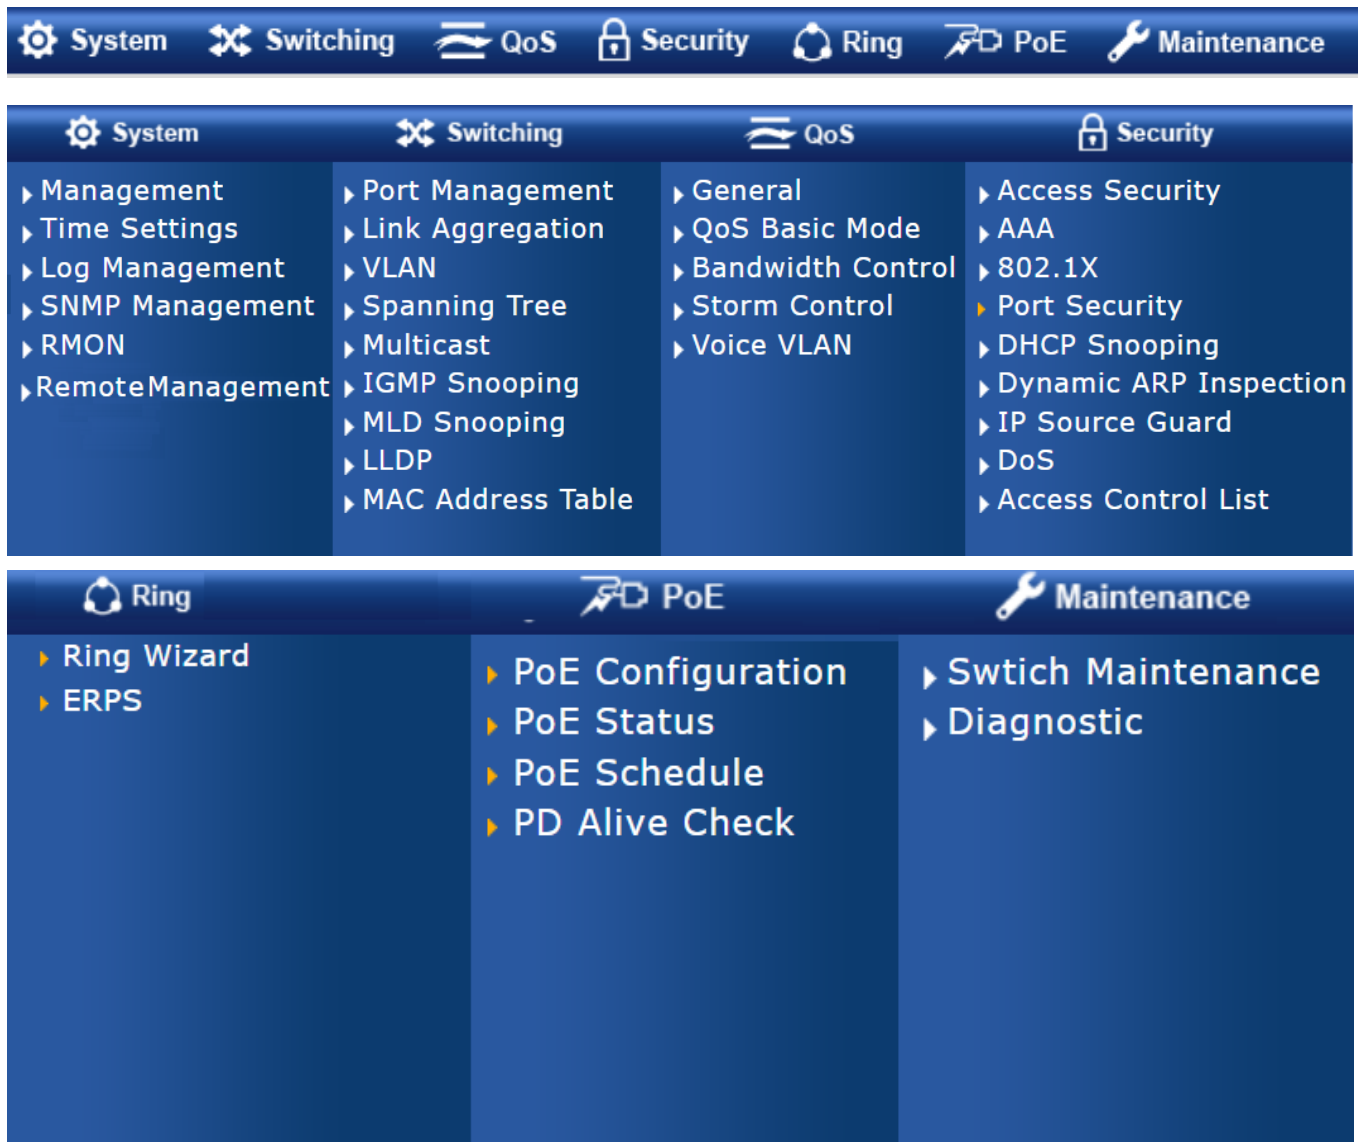 System Switching QoS Security Ring PoE Maintenance
System Switching QoS Security
Management
Time Settings
Log Management
SNMP Management
RMON
RemoteManagement
Port Management
Link Aggregation
VLAN
Spanning Tree
Multicast
IGMP Snooping
MLD Snooping
LLDP
MAC Address Table
General
QoS Basic Mode
Bandwidth Control
Storm Control
Voice VLAN
Access Security
AAA
802.1X
Port Security
DHCP Snooping
Dynamic ARP Inspection
IP Source Guard
DoS
Access Control List
Ring PoE Maintenance
Ring Wizard
ERPS
PoE Configuration
PoE Status
PoE Schedule
PD Alive Check
Swtich Maintenance
Diagnostic